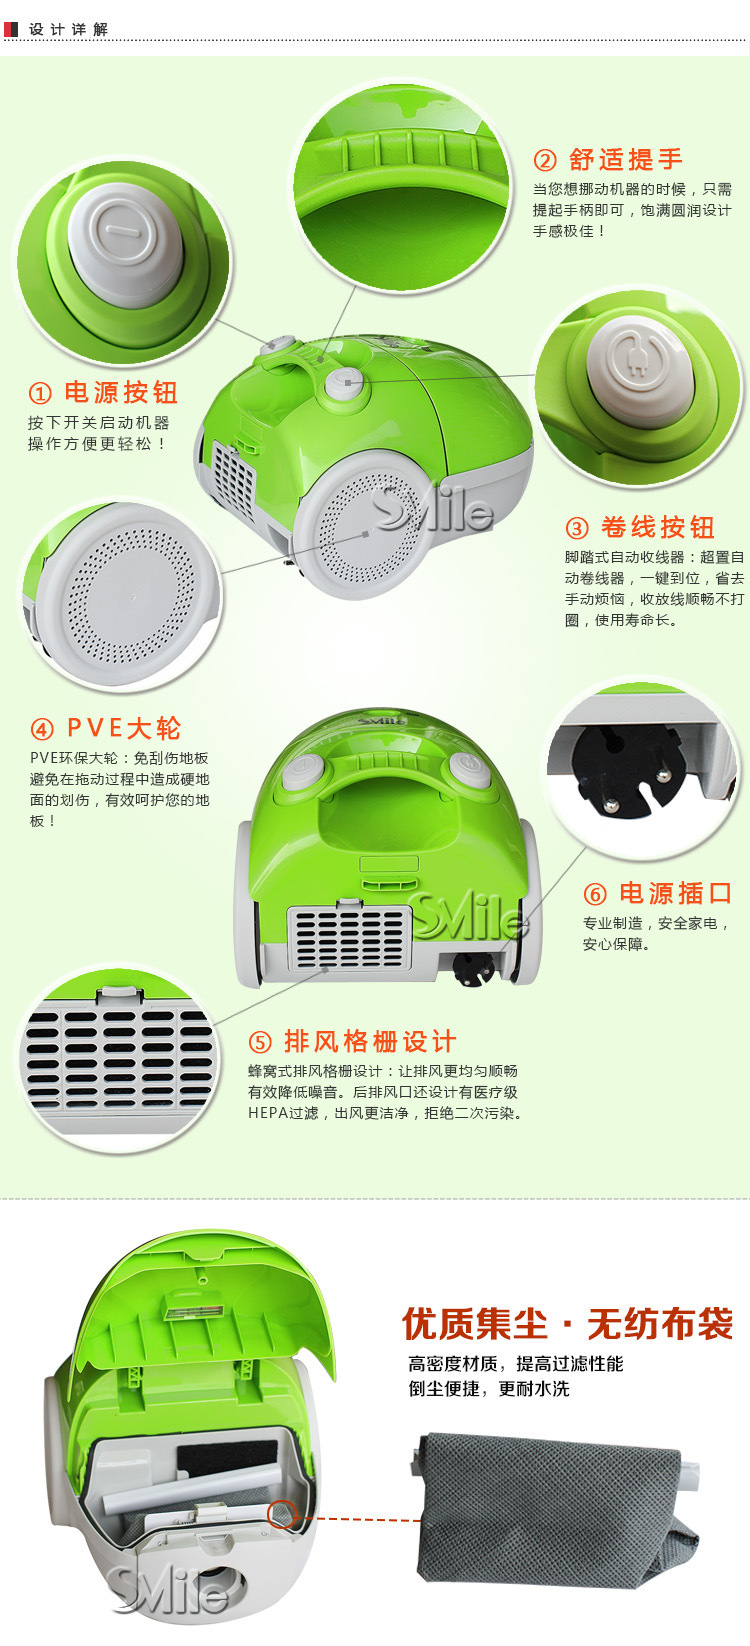 设计详解
② 舒适提手
当您想挪动机器的时候，只需
提起手柄即可，饱满圆润设计
手感极佳！
① 电源按钮
按下开关启动机器
操作方便更轻松！
SMile
③ 卷线按钮
脚踏式自动收线器：超置自
动卷线器，一键到位，省去
手动烦恼，收放线顺畅不打
圈，使用寿命长。
④ PVE大轮
PVE环保大轮：免刮伤地板
避免在拖动过程中造成硬地
面的划伤，有效呵护您的地
板！
SMile
SMile
⑥ 电源插口
专业制造，安全家电，
安心保障。
⑤ 排风格栅设计
蜂窝式排风格栅设计：让排风更均匀顺畅
有效降低噪音。后排风口还设计有医疗级
HEPA过滤，出风更洁净，拒绝二次污染。
优质集尘·无纺布袋
高密度材质，提高过滤性能
倒尘便捷，更耐水洗
SMile